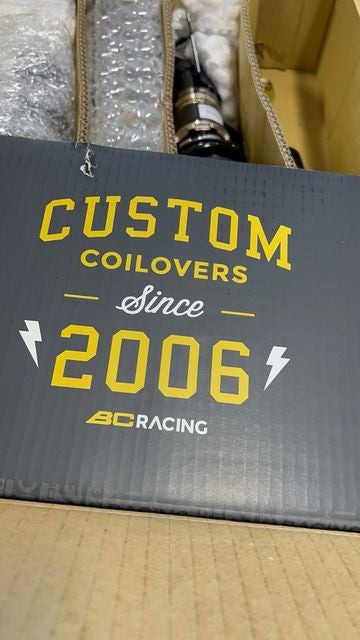 CUSTOM
COILOVERS
Since
2006
BC RACING